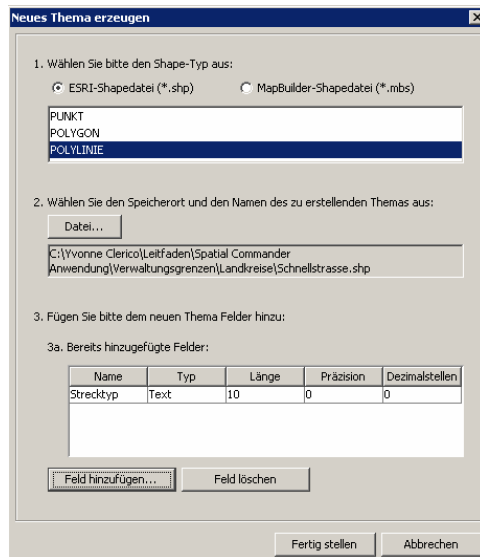 Neues Thema erzeugen
1. Wählen Sie bitte den Shape-Typ aus:
ESRI-Shapedatei (*.shp) MapBuilder-Shapedatei (*.mbs)
PUNKT
POLYGON
POLYLINIE
2. Wählen Sie den Speicherort und den Namen des zu erstellenden Themas aus:
Datei...
C:\Yvonne Clerico\Leitfaden\Spatial Commander
Anwendung\Verwaltungsgrenzen\Landkreise\Schnellstrasse.shp
3. Fügen Sie bitte dem neuen Thema Felder hinzu:
3a. Bereits hinzugefügte Felder:
Name Typ Länge Präzision Dezimalstellen
Strecktyp Text 10 0 0
Feld hinzufügen... Feld löschen
Fertig stellen Abbrechen